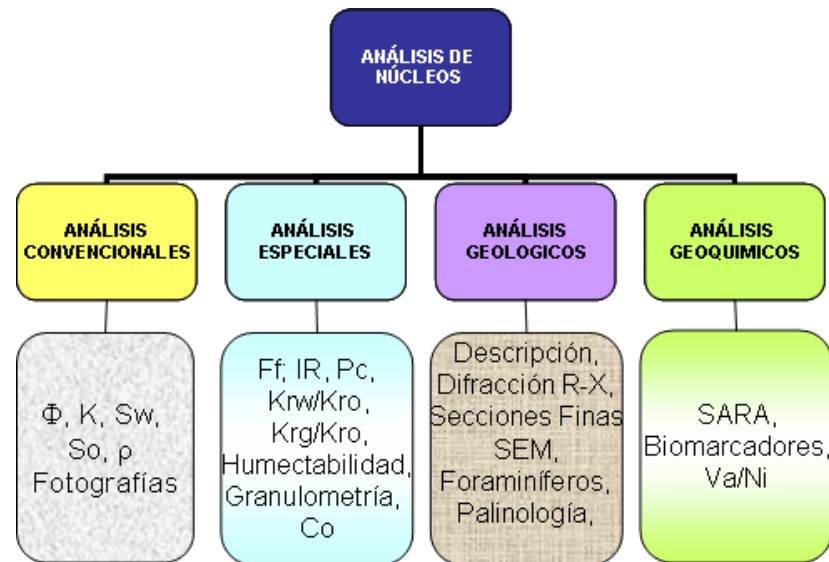 ANÁLISIS DE
NÚCLEOS
ANÁLISIS
CONVENCIONALES
ANÁLISIS
ESPECIALES
ANÁLISIS
GEOLOGICOS
ANÁLISIS
GEOQUIMICOS
Φ, K, Sw,
So, ρ
Fotografías
Ff; IR, Pc,
Krw/Kro,
Krg/Kro,
Humectabilidad,
Granulometría,
Co
Descripción,
Difracción R-X,
Secciones Finas
SEM,
Foraminíferos,
Palinología,
SARA,
Biomarcadores,
Va/Ni